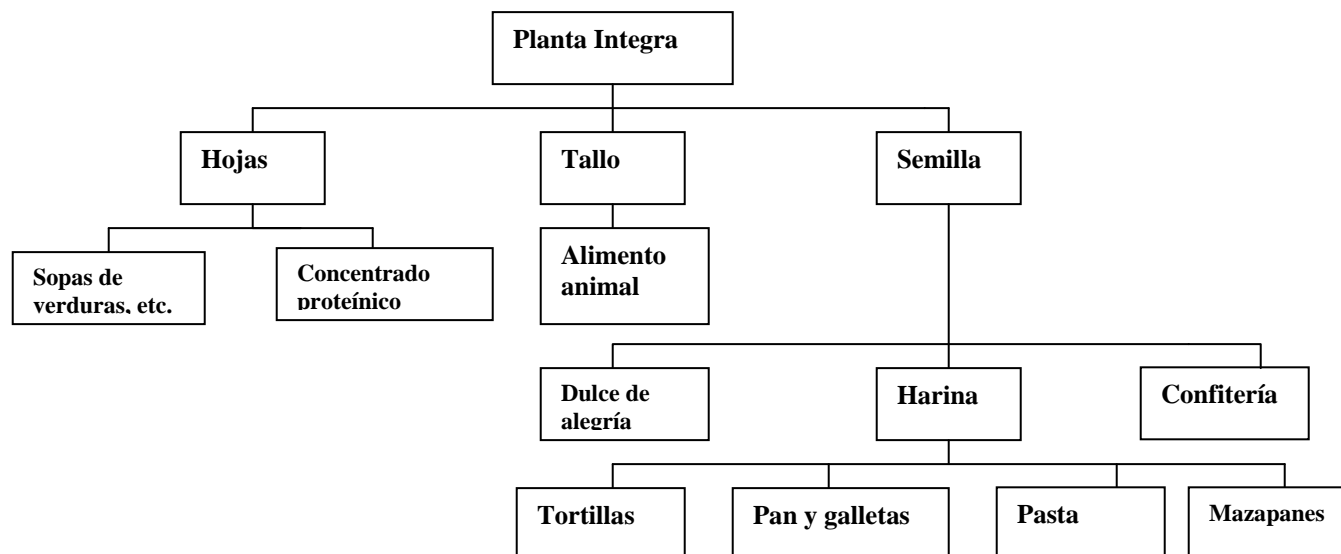 Planta Integra
Hojas
Tallo
Semilla
Sopas de
verduras, etc.
Concentrado
proteínico
Alimento
animal
Dulce de
alegría
Harina
Confitería
Tortillas
Pan y galletas
Pasta
Mazapanes